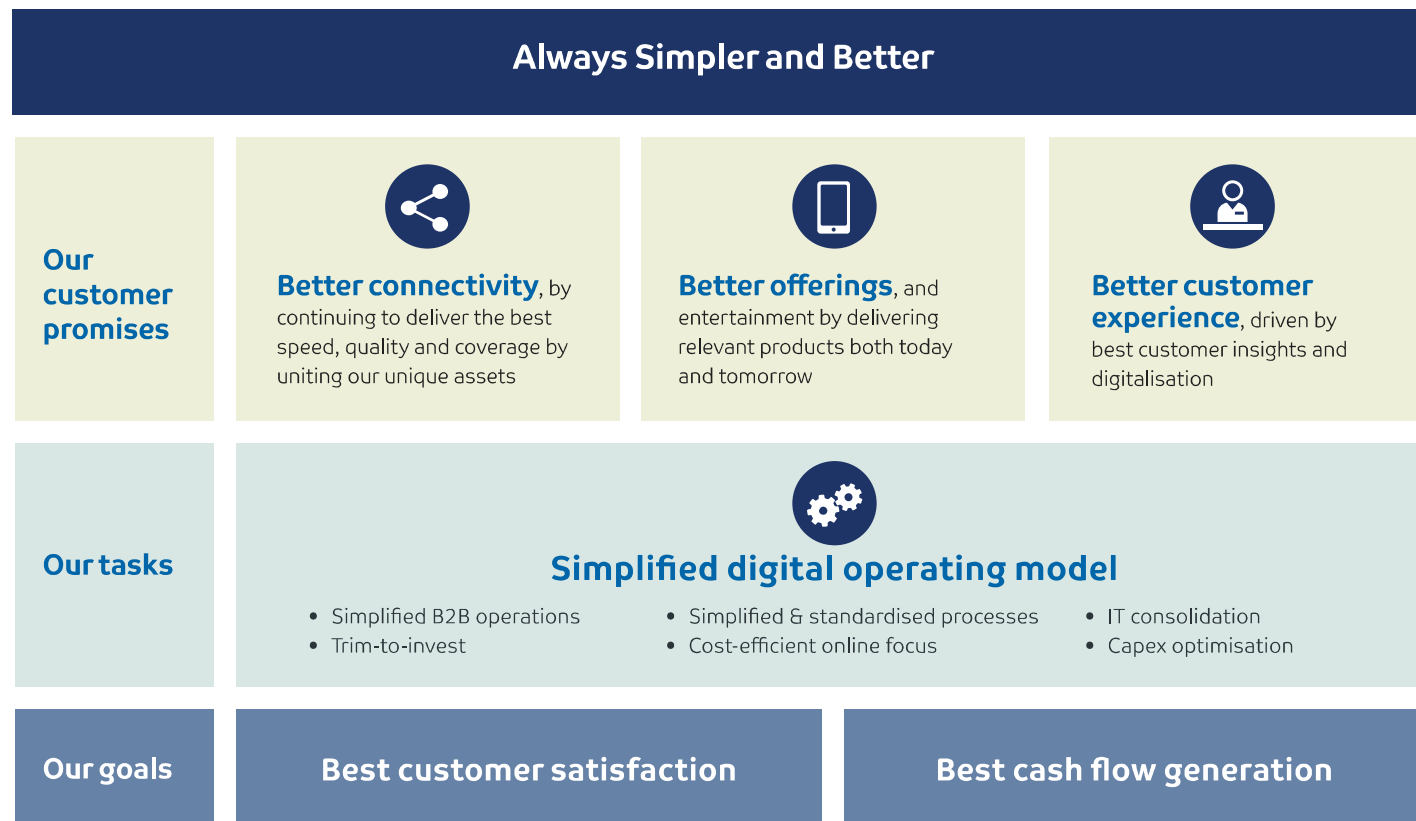 Always Simpler and Better
Our
customer
promises
Better connectivity, by
continuing to deliver the best
speed, quality and coverage by
uniting our unique assets
Better offerings, and
entertainment by delivering
relevant products both today
and tomorrow
Better customer
experience, driven by
best customer insights and
digitalisation
Our tasks
Simplified digital operating model
• Simplified B2B operations
• Trim-to-invest
• Simplified & standardised processes
• Cost-efficient online focus
• IT consolidation
• Capex optimisation
Our goals
Best customer satisfaction
Best cash flow generation